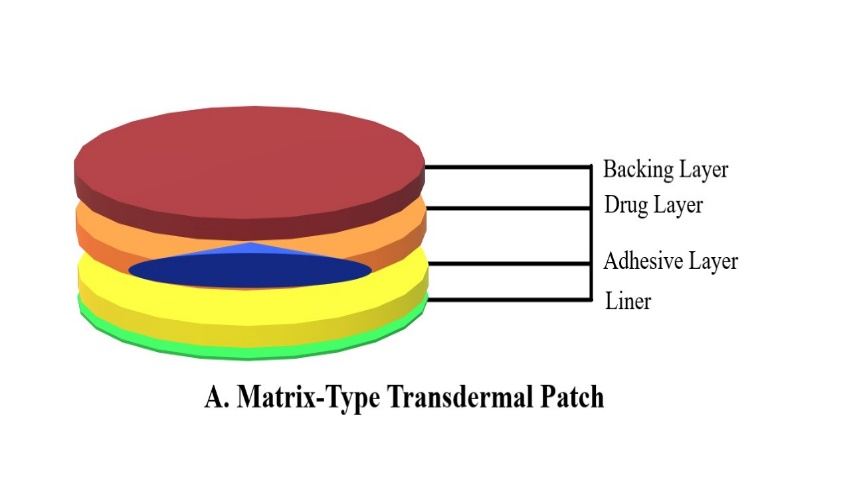 Backing Layer
Drug Layer
Adhesive Layer
Liner
A. Matrix-Type Transdermal Patch